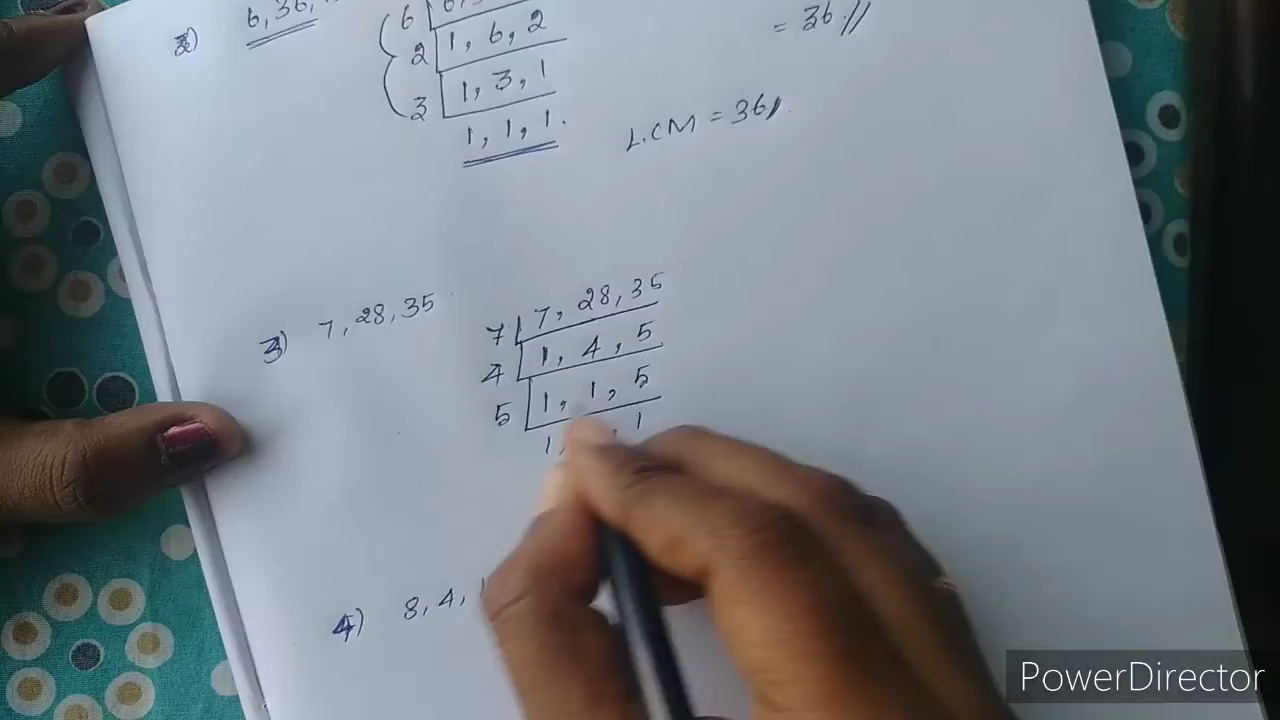 2) 6, 36,
6
2 1, 6, 2
3 1, 3, 1
1, 1, 1.
= 36 //
L.CM = 36 //
3) 7, 28, 35
7 7, 28, 35
4 1, 4, 5
5 1, 1, 5
1, , 1
4) 8, 4,
PowerDirector